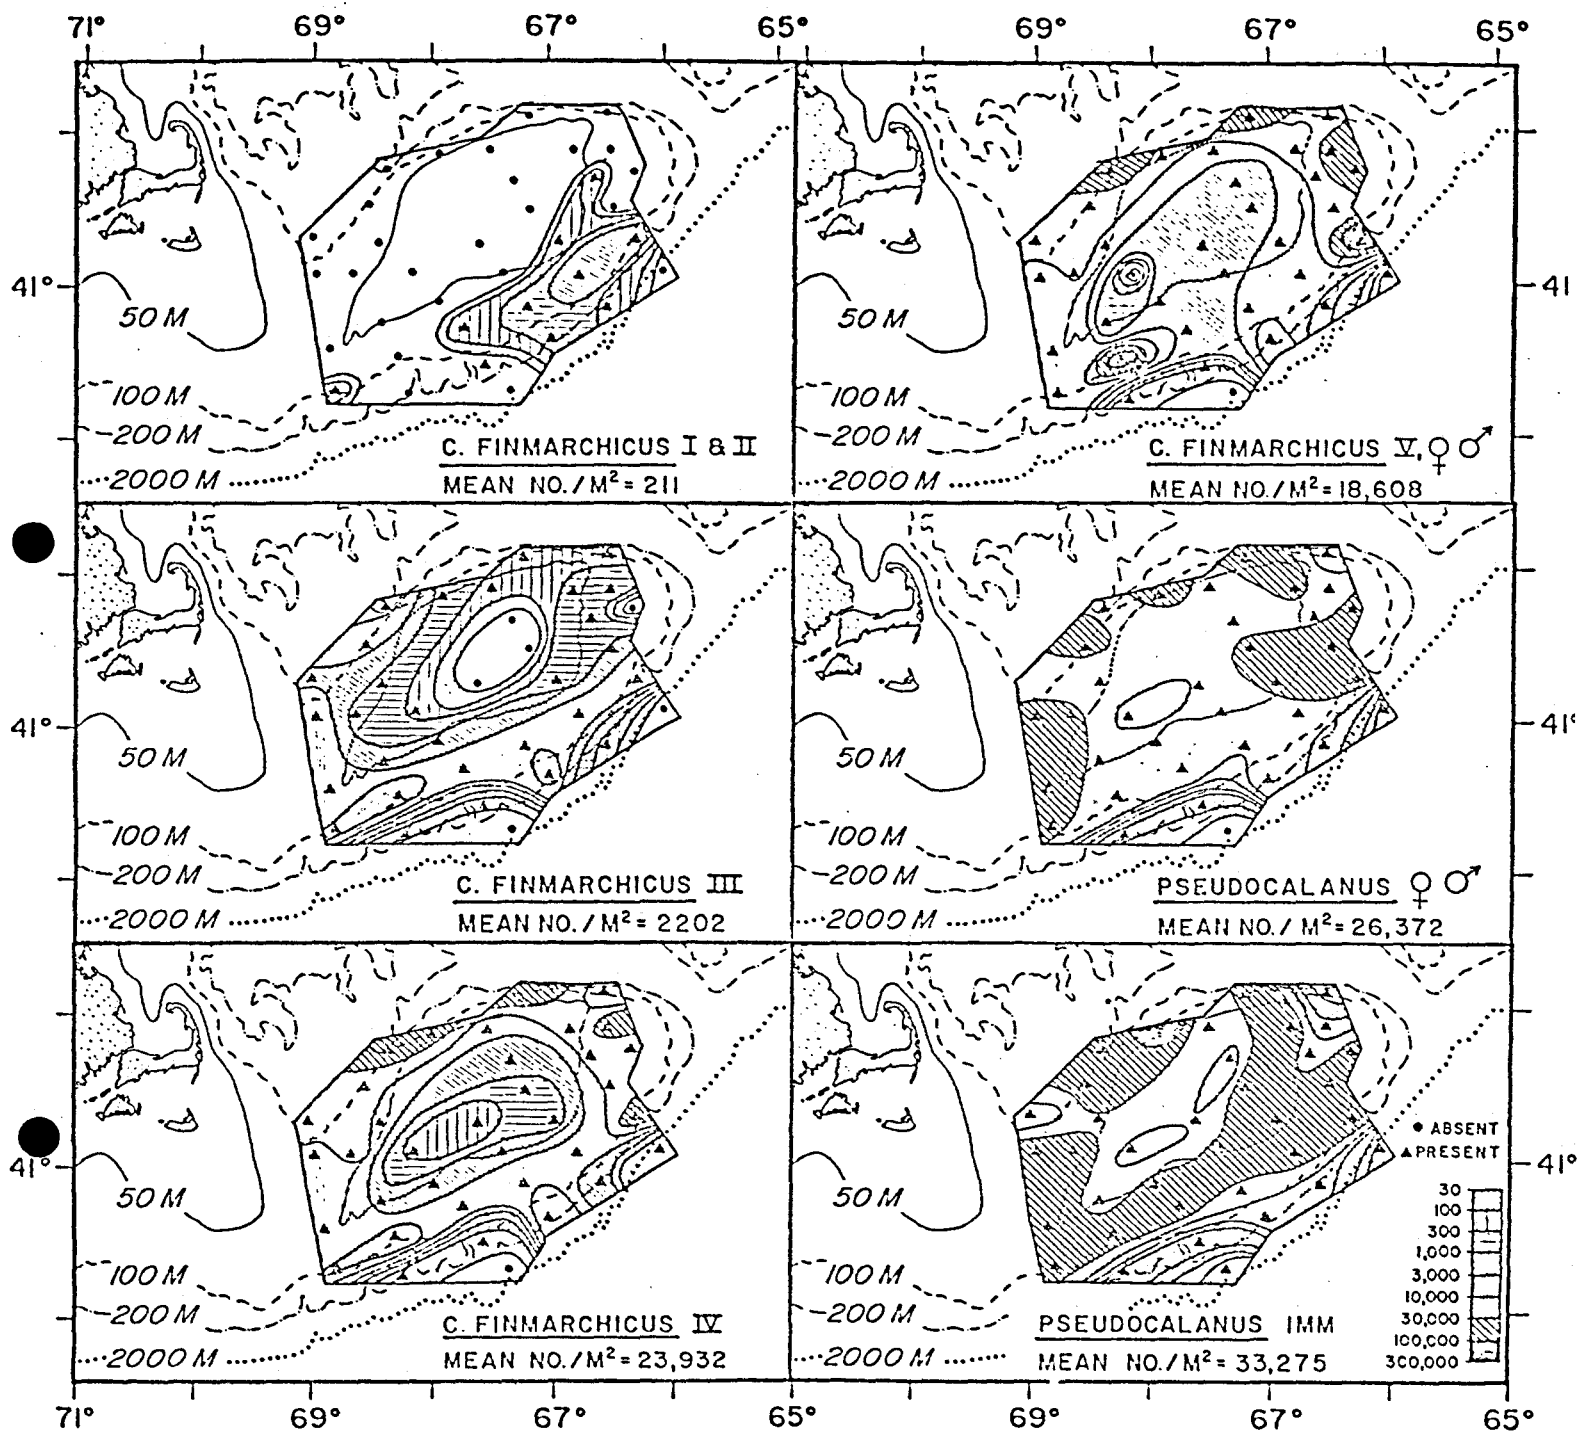 71° 69° 67° 65° 69° 67° 65°
41°
50 M
100 M
200 M
2000 M
C. FINMARCHICUS I & II
MEAN NO./M² = 211
41
50 M
100 M
200 M
2000 M
C. FINMARCHICUS V, ♀ ♂
MEAN NO./M² = 18,608
41°
50 M
100 M
200 M
2000 M
C. FINMARCHICUS III
MEAN NO./M² = 2202
41°
50 M
100 M
200 M
2000 M
PSEUDOCALANUS ♀ ♂
MEAN NO./M² = 26,372
41°
50 M
100 M
200 M
2000 M
C. FINMARCHICUS IV
MEAN NO./M² = 23,932
41°
50 M
100 M
200 M
2000 M
PSEUDOCALANUS IMM
MEAN NO./M² = 33,275
● ABSENT
▲ PRESENT
30
100
300
1,000
3,000
10,000
30,000
100,000
300,000
71° 69° 67° 65° 69° 67° 65°